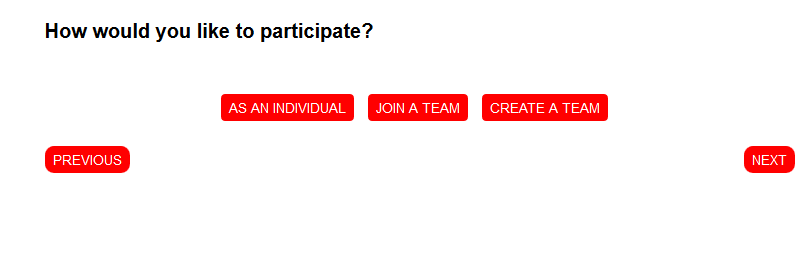 How would you like to participate?
AS AN INDIVIDUAL JOIN A TEAM CREATE A TEAM
PREVIOUS NEXT